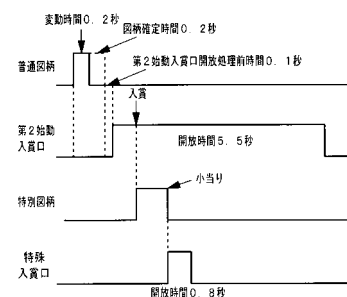 変動時間0.2秒
図柄確定時間0.2秒
普通図柄
第2始動入賞口開放処理前時間0.1秒
入賞
第2始動
入賞口
開放時間5.5秒
小当り
特別図柄
特殊
入賞口
開放時間0.8秒